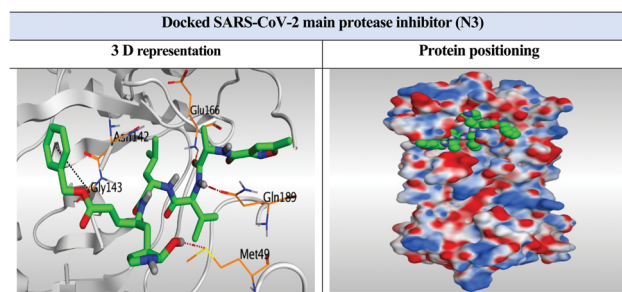 Docked SARS-CoV-2 main protease inhibitor (N3)
3 D representation
Protein positioning
Glu166
Asn142
Gly143
Gln189
Met49